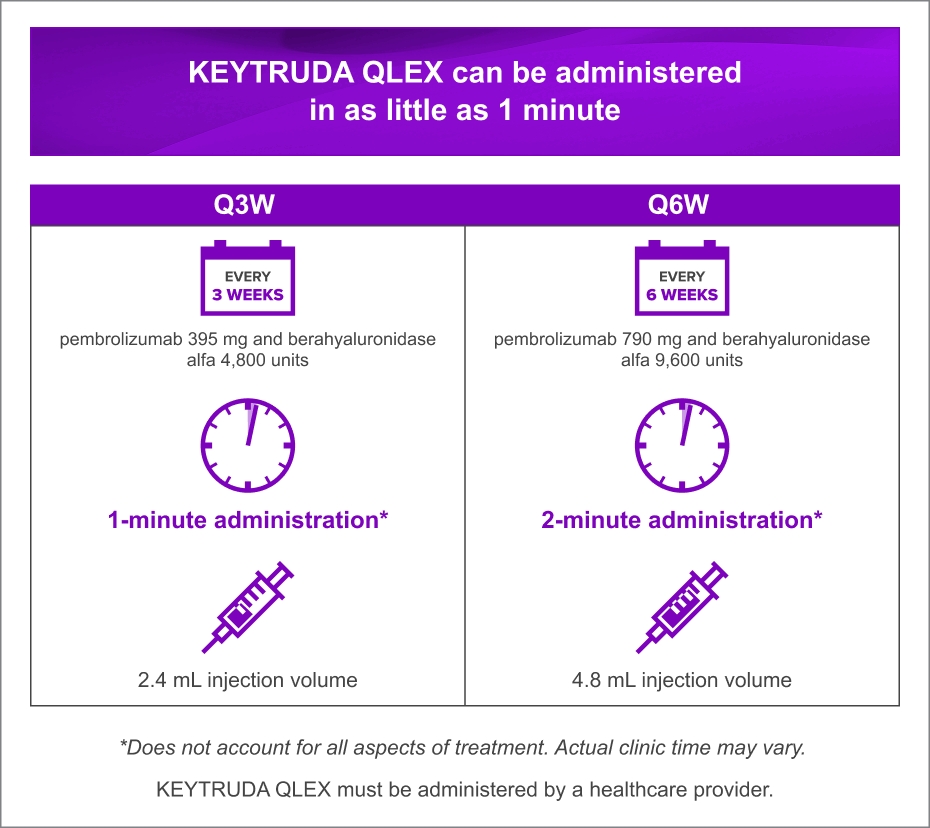 KEYTRUDA QLEX can be administered
in as little as 1 minute
Q3W
EVERY
3 WEEKS
pembrolizumab 395 mg and berahyaluronidase
alfa 4,800 units
1-minute administration*
2.4 mL injection volume
Q6W
EVERY
6 WEEKS
pembrolizumab 790 mg and berahyaluronidase
alfa 9,600 units
2-minute administration*
4.8 mL injection volume
*Does not account for all aspects of treatment. Actual clinic time may vary.
KEYTRUDA QLEX must be administered by a healthcare provider.